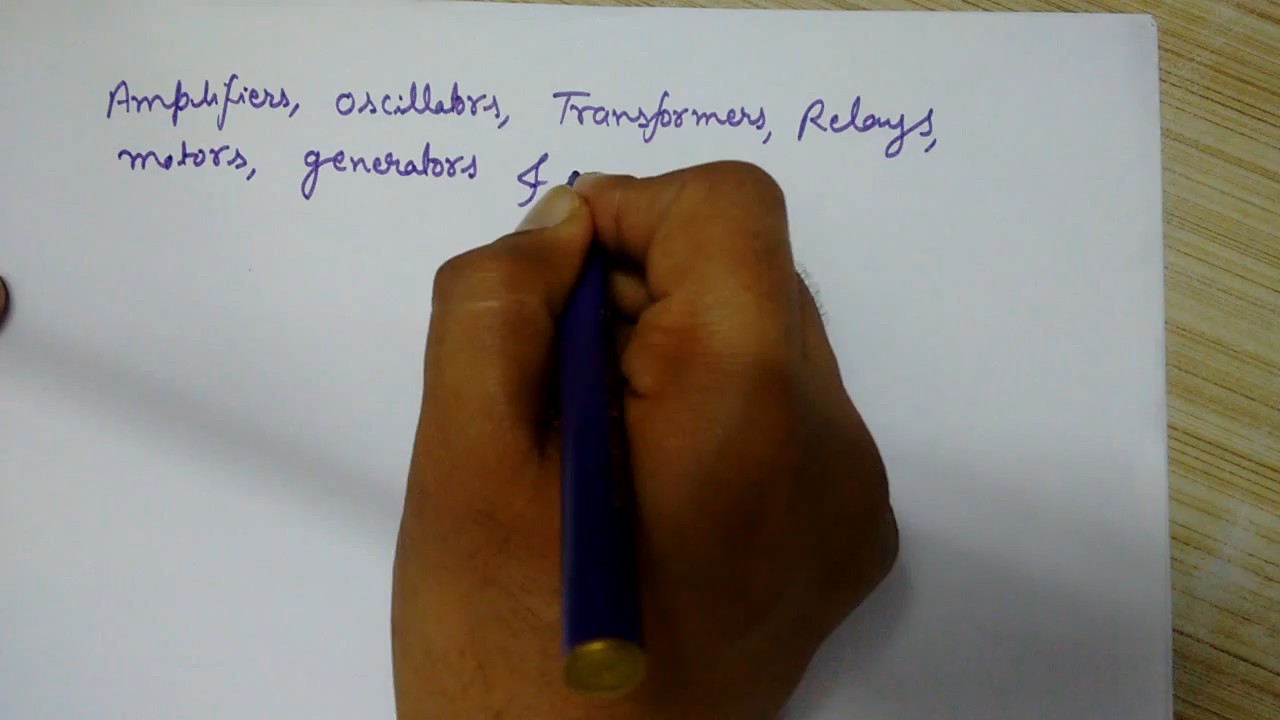 Amplifiers, oscillators, Transformers, Relays,
motors, generators &